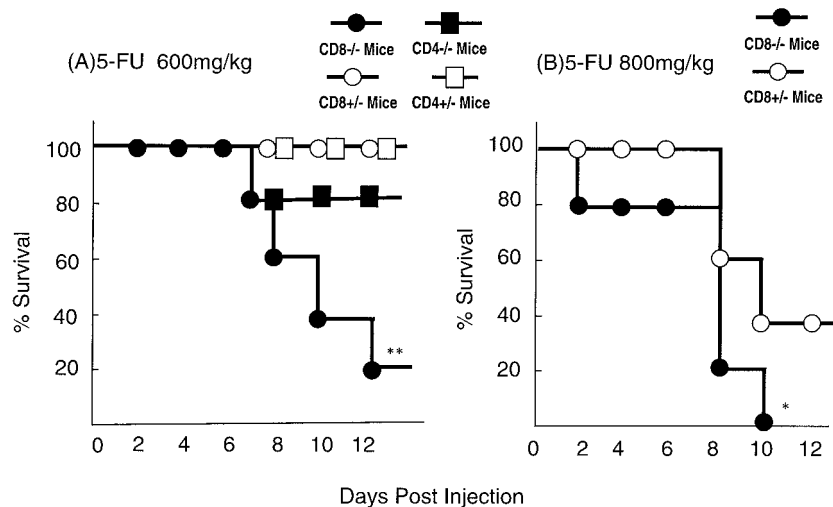 CD8-/- Mice CD4-/- Mice
CD8+/- Mice CD4+/- Mice
(A)5-FU 600mg/kg
% Survival
100
80
60
40
20
0 2 4 6 8 10 12
**
CD8-/- Mice
CD8+/- Mice
(B)5-FU 800mg/kg
% Survival
100
80
60
40
20
0 2 4 6 8 10 12
*
Days Post Injection